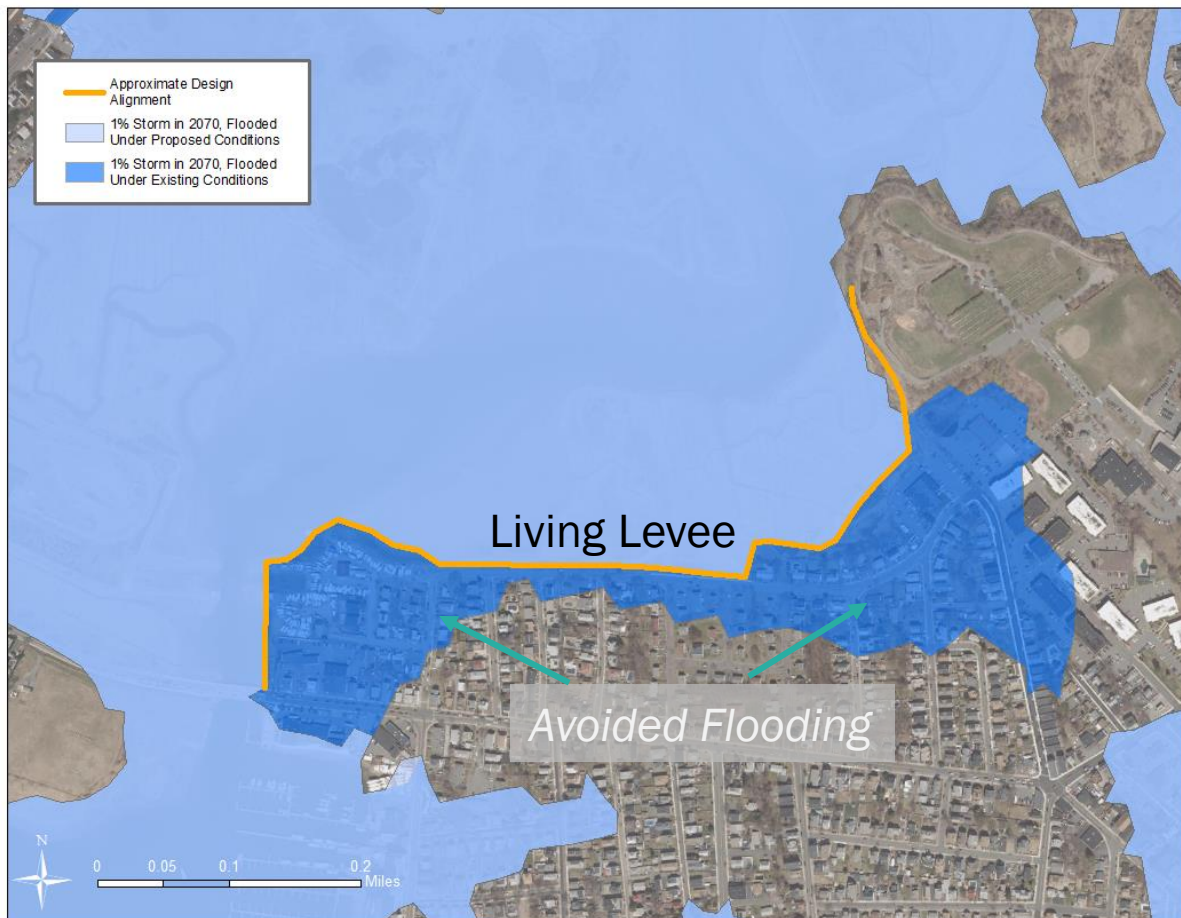 Approximate Design
Alignment
1% Storm in 2070, Flooded
Under Proposed Conditions
1% Storm in 2070, Flooded
Under Existing Conditions
Living Levee
Avoided Flooding
N
0 0.05 0.1 0.2
Miles